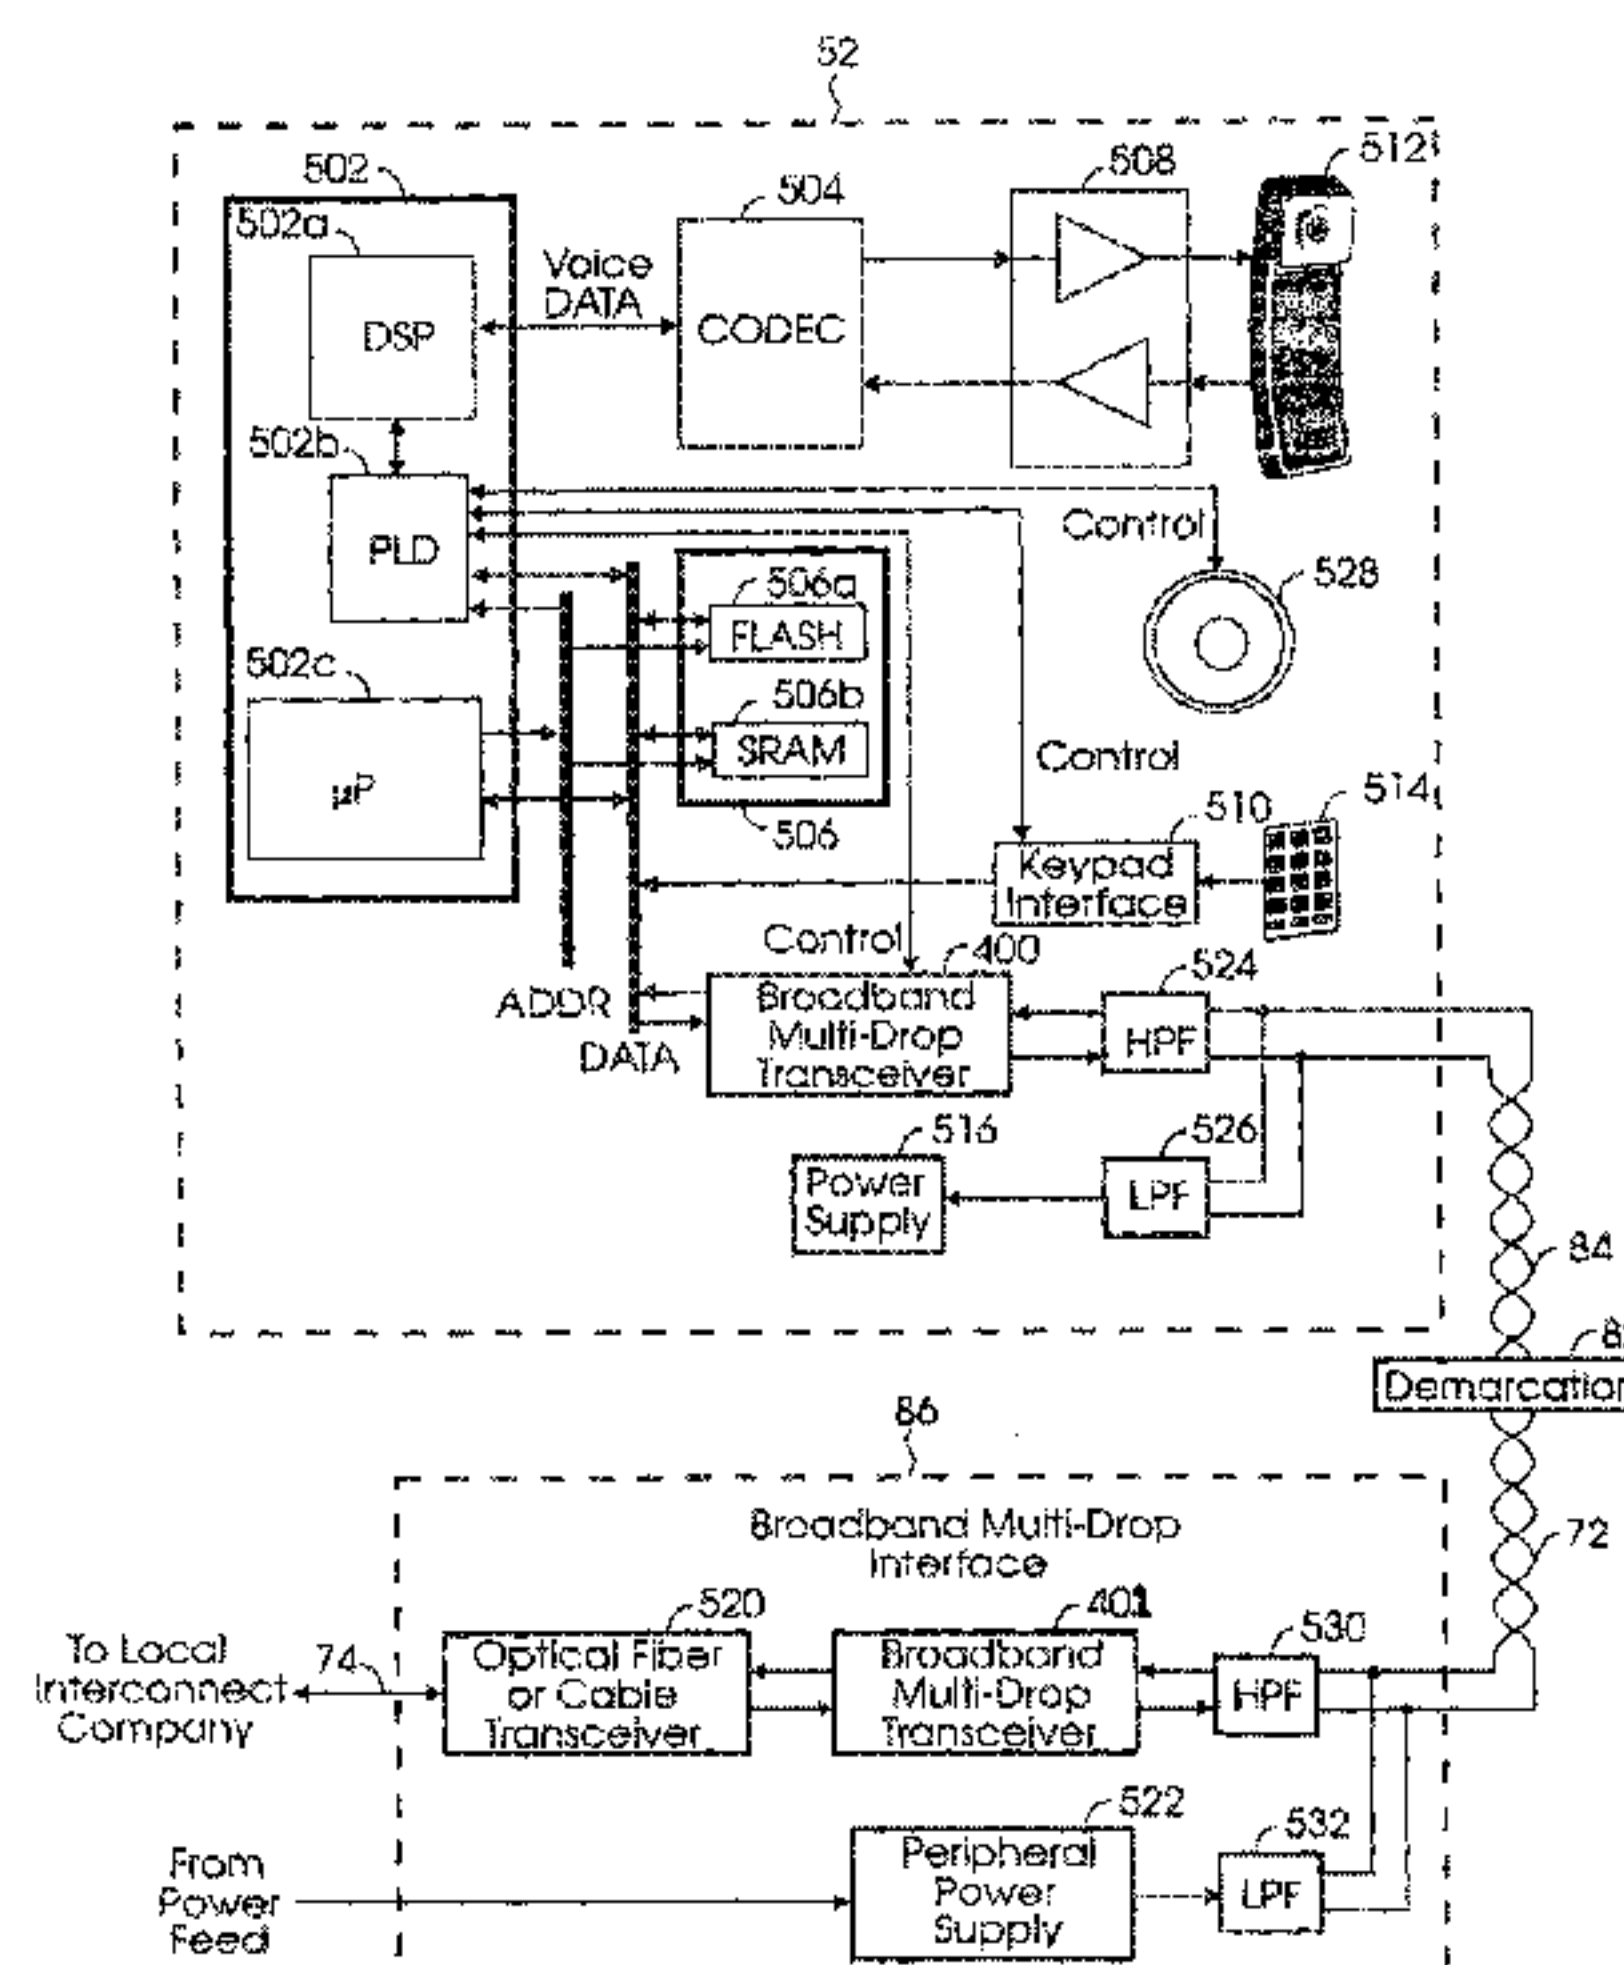 52
502
502a
DSP
Voice
DATA
504
CODEC
508
512
502b
PLD
Control
528
506a
FLASH
506b
SRAM
506
502c
µP
Control
510
514
Keypad
Interface
Control
400
ADDR
DATA
Broadband
Multi-Drop
Transceiver
524
HPF
516
Power
Supply
526
LPF
84
Demarcation
86
Broadband Multi-Drop
Interface
72
To Local
Interconnect
Company
74
520
Optical Fiber
or Cable
Transceiver
401
Broadband
Multi-Drop
Transceiver
530
HPF
From
Power
Feed
522
Peripheral
Power
Supply
532
LPF